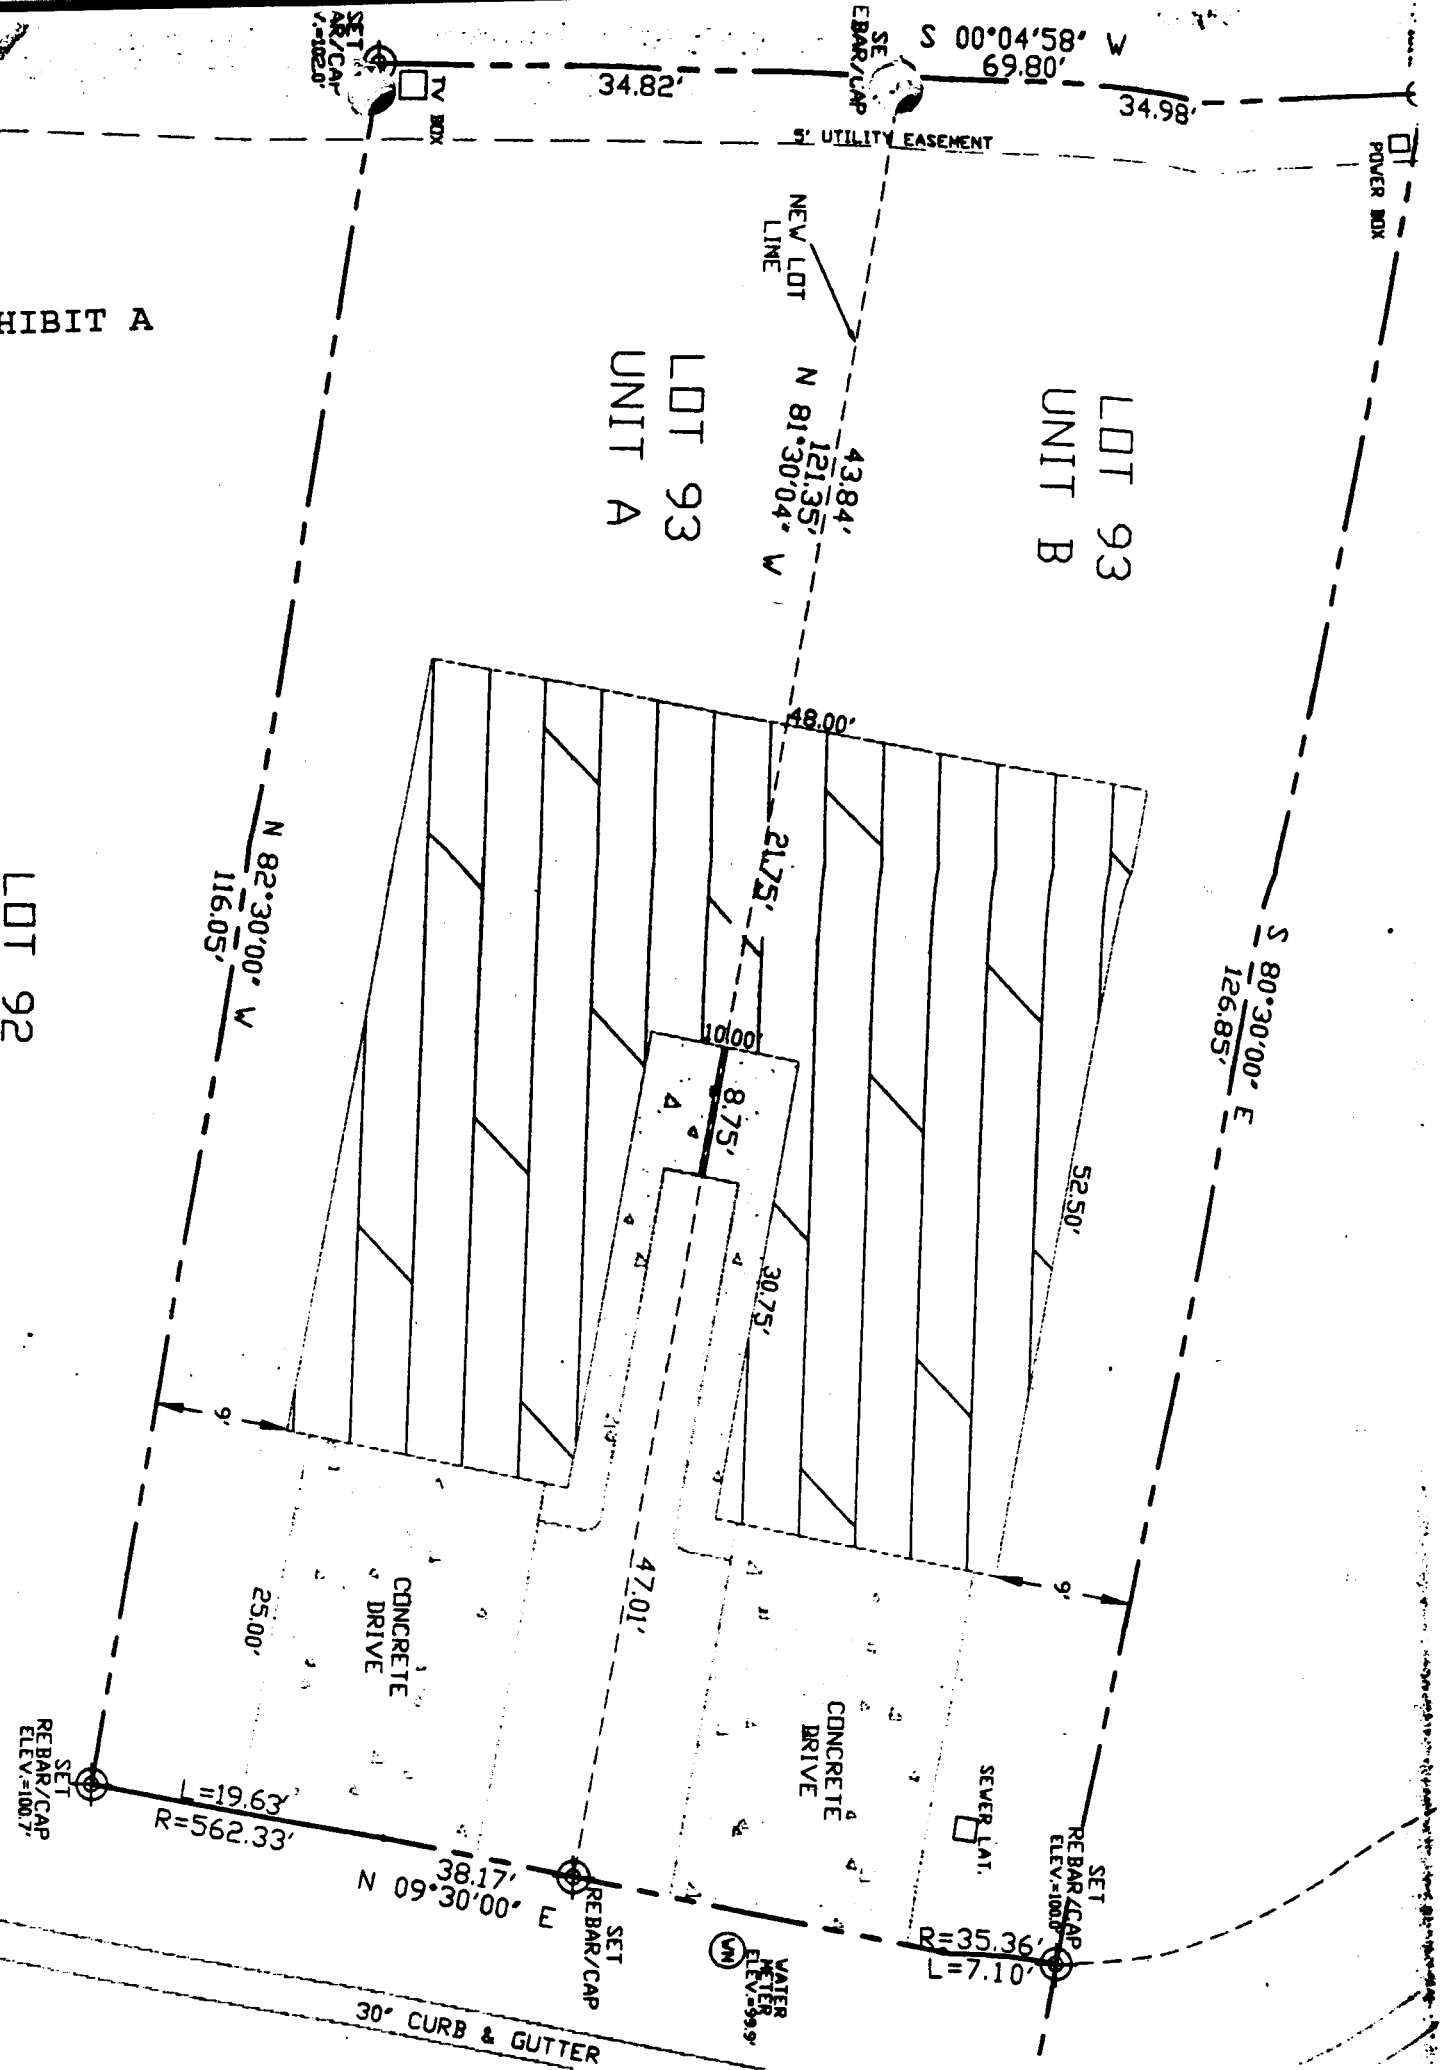 S 00°04'58" W
69.80'
34.82'
34.98'
SET
AR/CAP
V.=102.0'
TV BOX
SE
EBAR/CAP
5' UTILITY EASEMENT
POWER BOX
NEW LOT
LINE
HIBIT A
LOT 93
UNIT A
LOT 93
UNIT B
43.84'
121.35'
N 81°30'04" W
48.00'
21.75'
N 82°30'00" W
116.05'
S 80°30'00" E
126.85'
LOT 92
10.00'
8.75'
52.50'
30.75'
9'
9'
47.01'
25.00'
CONCRETE
DRIVE
CONCRETE
DRIVE
SEWER LAT.
SET
REBAR/CAP
ELEV.=100.7'
L=19.63'
R=562.33'
38.17'
N 09°30'00" E
SET
REBAR/CAP
SET
REBAR/CAP
ELEV.=100.0'
R=35.36'
L=7.10'
WM
WATER
METER
ELEV.=99.9'
30" CURB & GUTTER